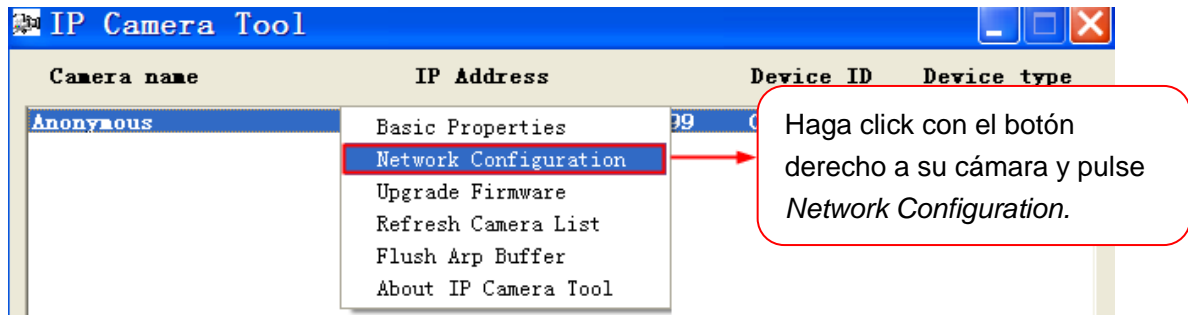 IP Camera Tool
Camera name IP Address Device ID Device type
Anonymous 99
Basic Properties
Network Configuration
Upgrade Firmware
Refresh Camera List
Flush Arp Buffer
About IP Camera Tool
Haga click con el botón
derecho a su cámara y pulse
Network Configuration.